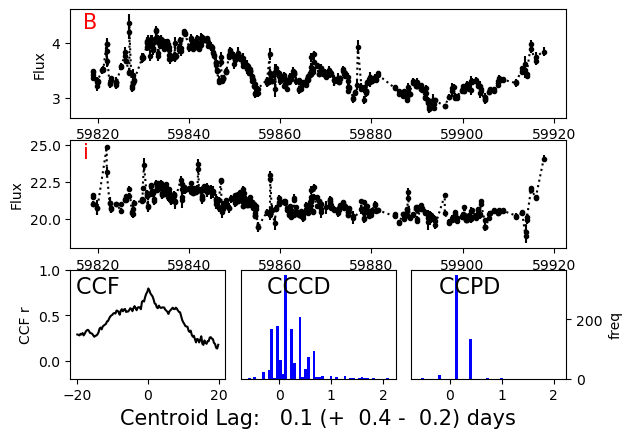 B
Flux
4
3
59820 59840 59860 59880 59900 59920
i
Flux
25.0
22.5
20.0
59820 59840 59860 59880 59900 59920
CCF CCCD CCPD
CCF r
1.0
0.5
0.0
200
0
freq
−20 0 20 0 1 2 0 1 2
Centroid Lag: 0.1 (+ 0.4 - 0.2) days